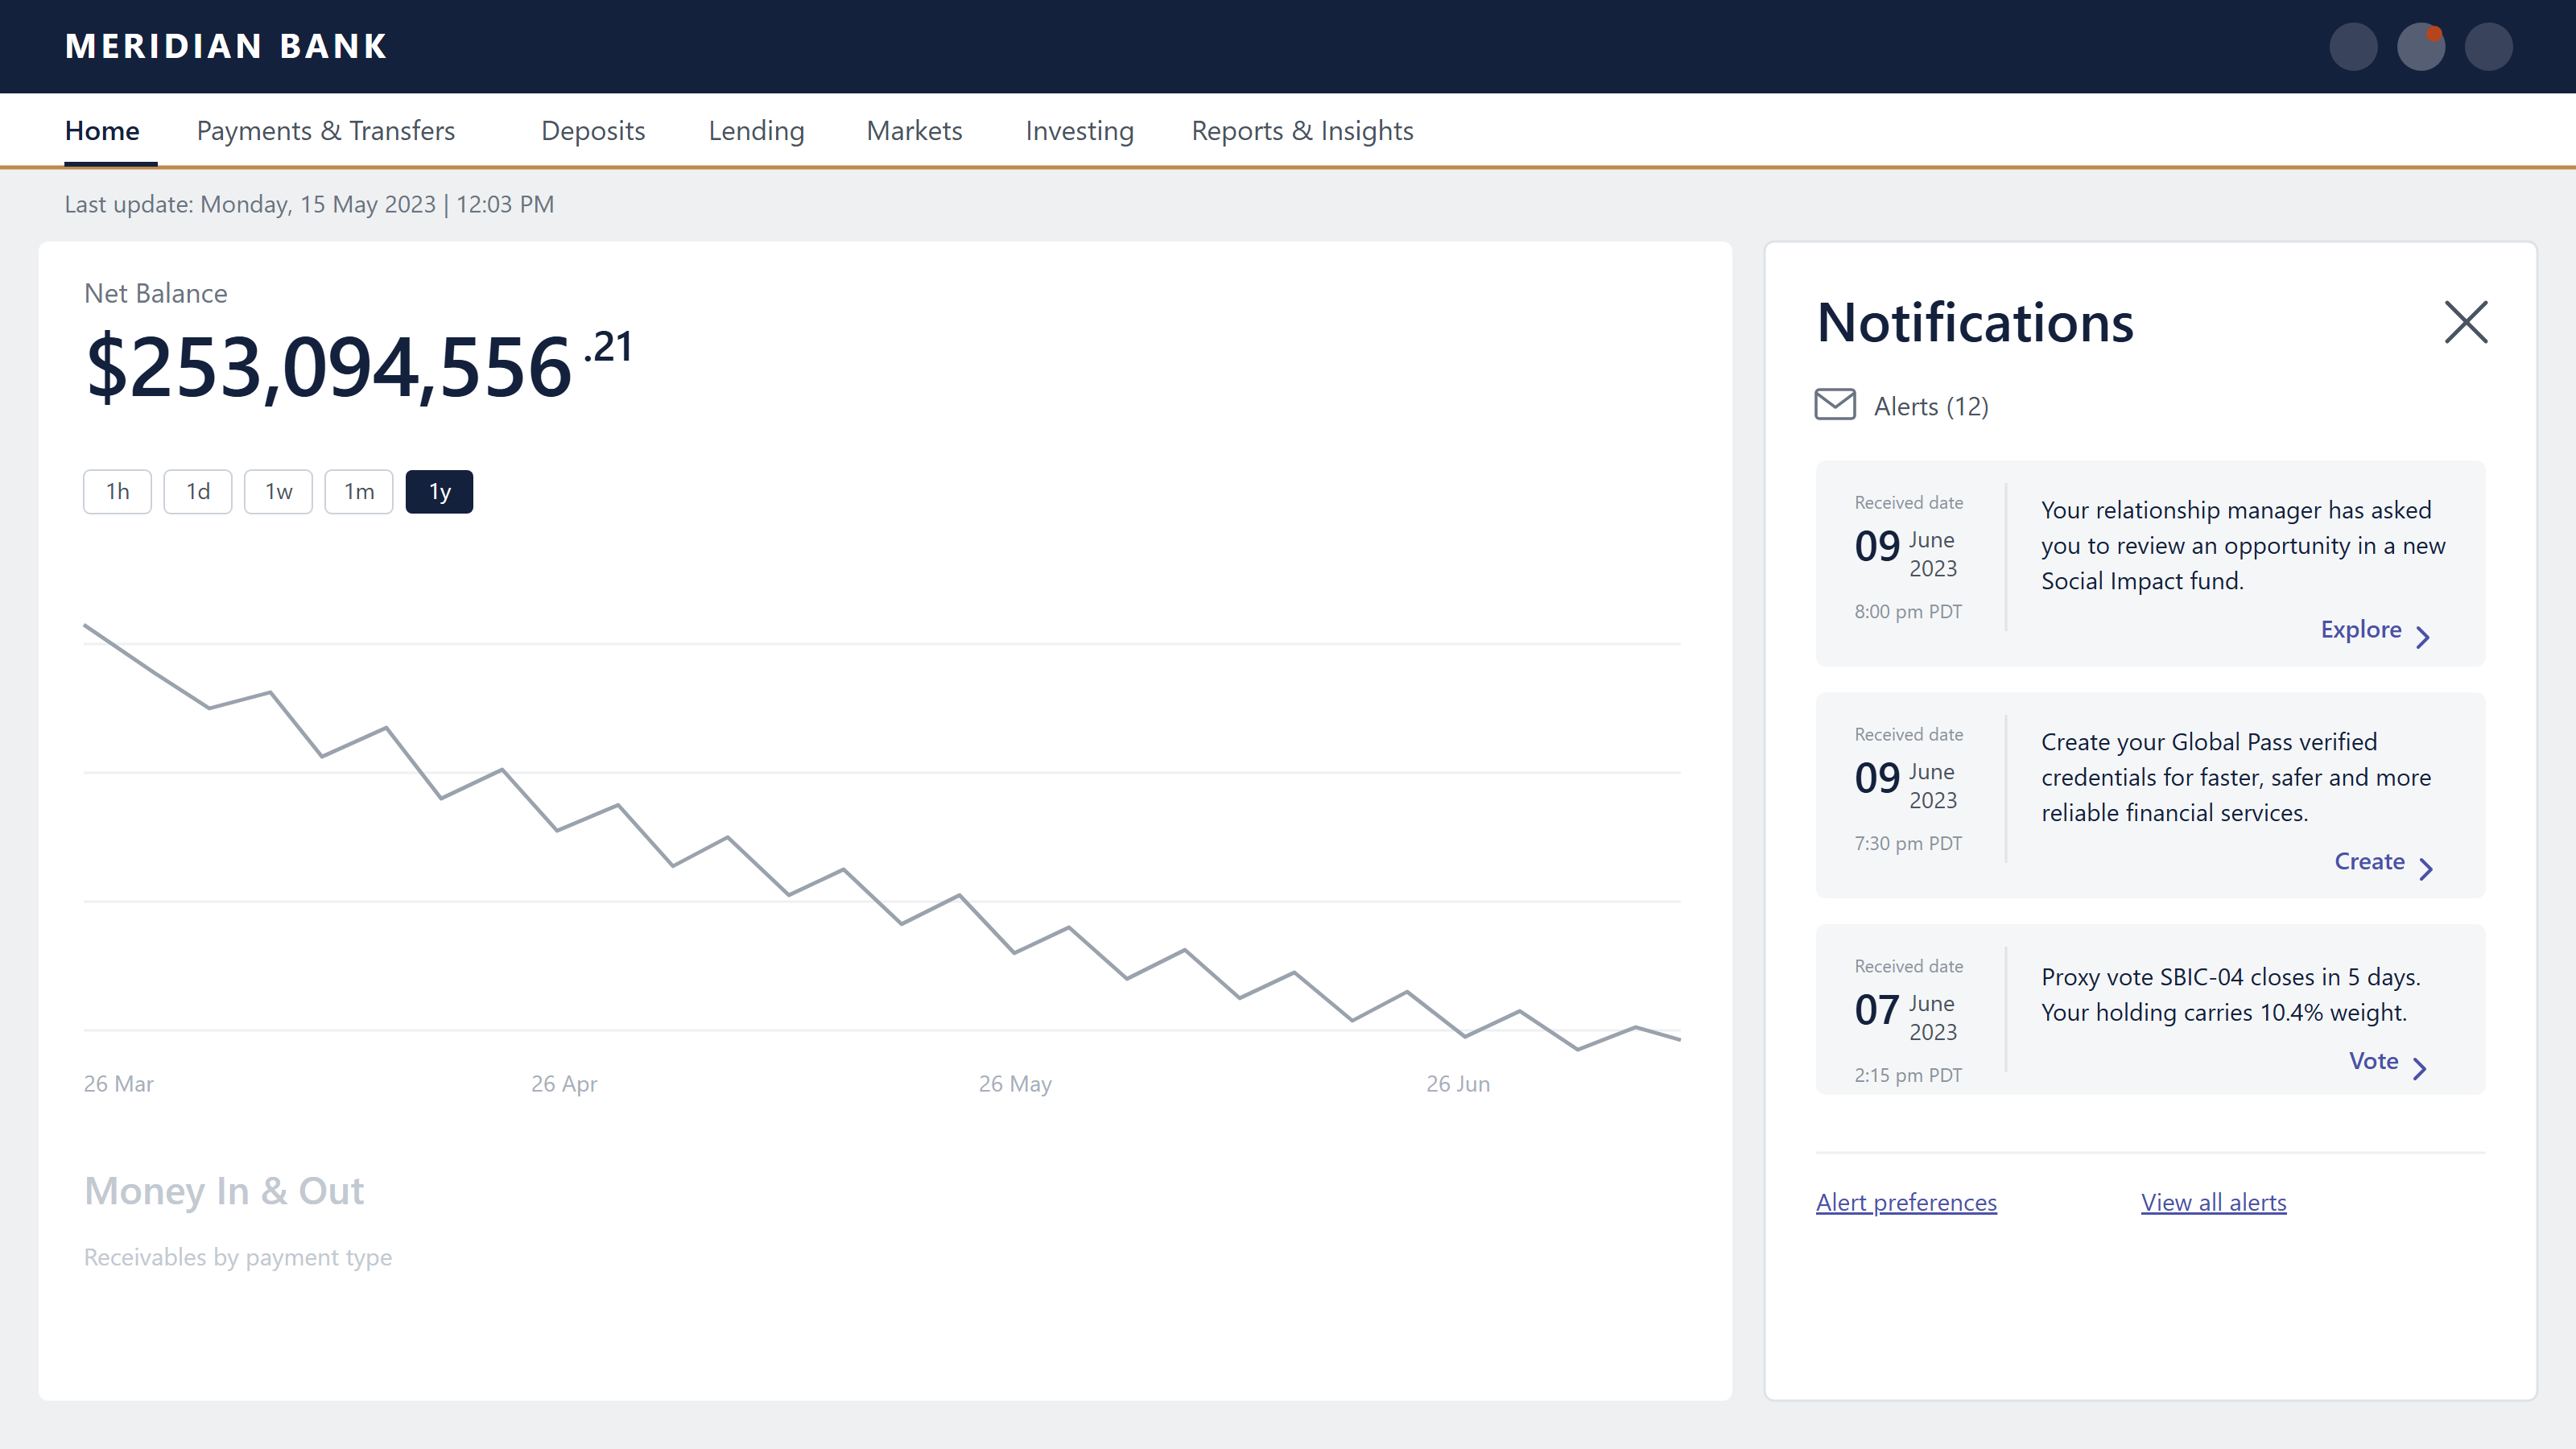 MERIDIAN BANK
Home Payments & Transfers Deposits Lending Markets Investing Reports & Insights
Last update: Monday, 15 May 2023 | 12:03 PM
Net Balance
$253,094,556.21
1h 1d 1w 1m 1y
26 Mar 26 Apr 26 May 26 Jun
Money In & Out
Receivables by payment type
Notifications
Alerts (12)
Received date
09 June
2023
8:00 pm PDT
Your relationship manager has asked
you to review an opportunity in a new
Social Impact fund.
Explore
Received date
09 June
2023
7:30 pm PDT
Create your Global Pass verified
credentials for faster, safer and more
reliable financial services.
Create
Received date
07 June
2023
2:15 pm PDT
Proxy vote SBIC-04 closes in 5 days.
Your holding carries 10.4% weight.
Vote
Alert preferences View all alerts